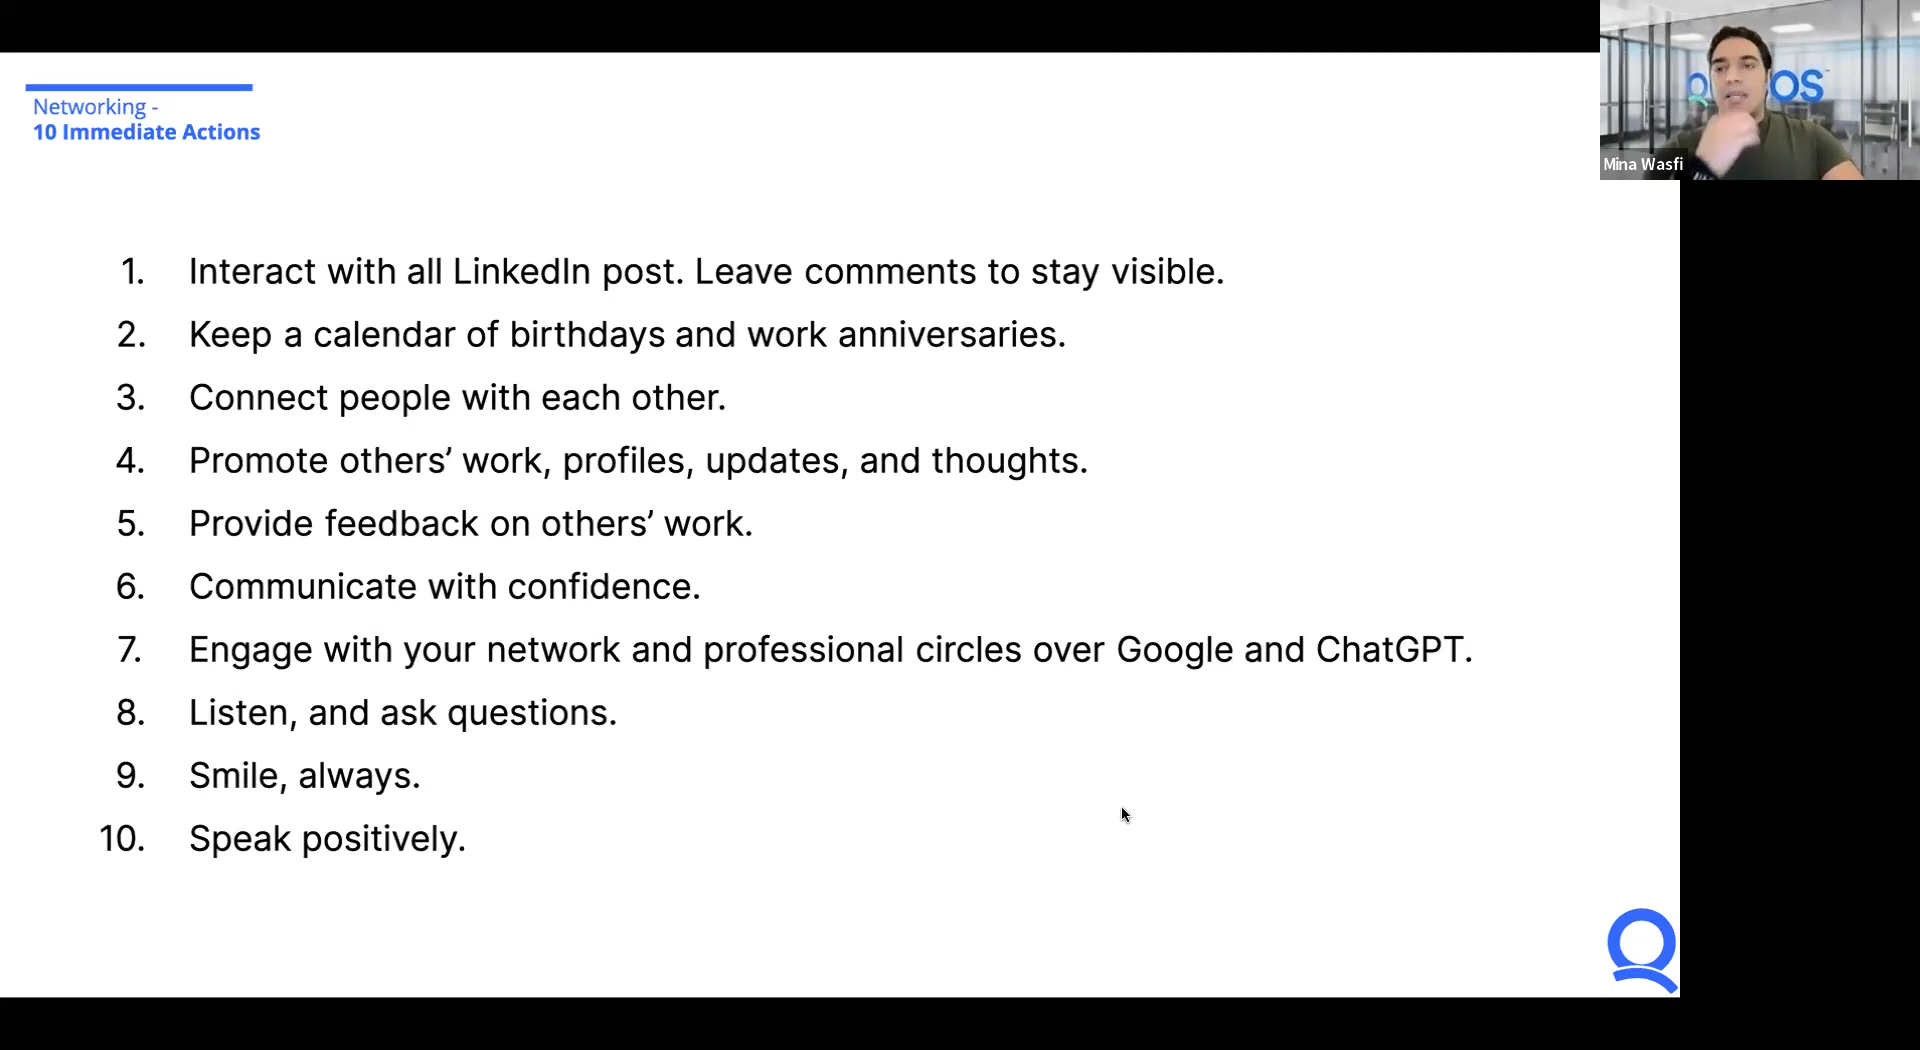 Networking -
10 Immediate Actions
Mina Wasfi
1. Interact with all LinkedIn post. Leave comments to stay visible.
2. Keep a calendar of birthdays and work anniversaries.
3. Connect people with each other.
4. Promote others’ work, profiles, updates, and thoughts.
5. Provide feedback on others’ work.
6. Communicate with confidence.
7. Engage with your network and professional circles over Google and ChatGPT.
8. Listen, and ask questions.
9. Smile, always.
10. Speak positively.